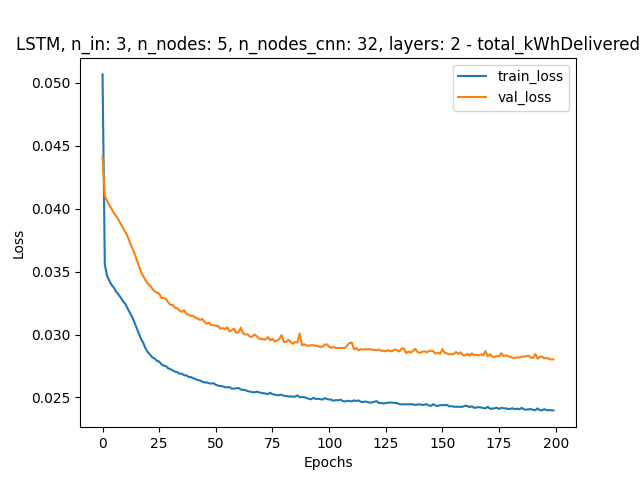 LSTM, n_in: 3, n_nodes: 5, n_nodes_cnn: 32, layers: 2 - total_kWhDelivered
train_loss
val_loss
0.050
0.045
0.040
0.035
0.030
0.025
Loss
0 25 50 75 100 125 150 175 200
Epochs